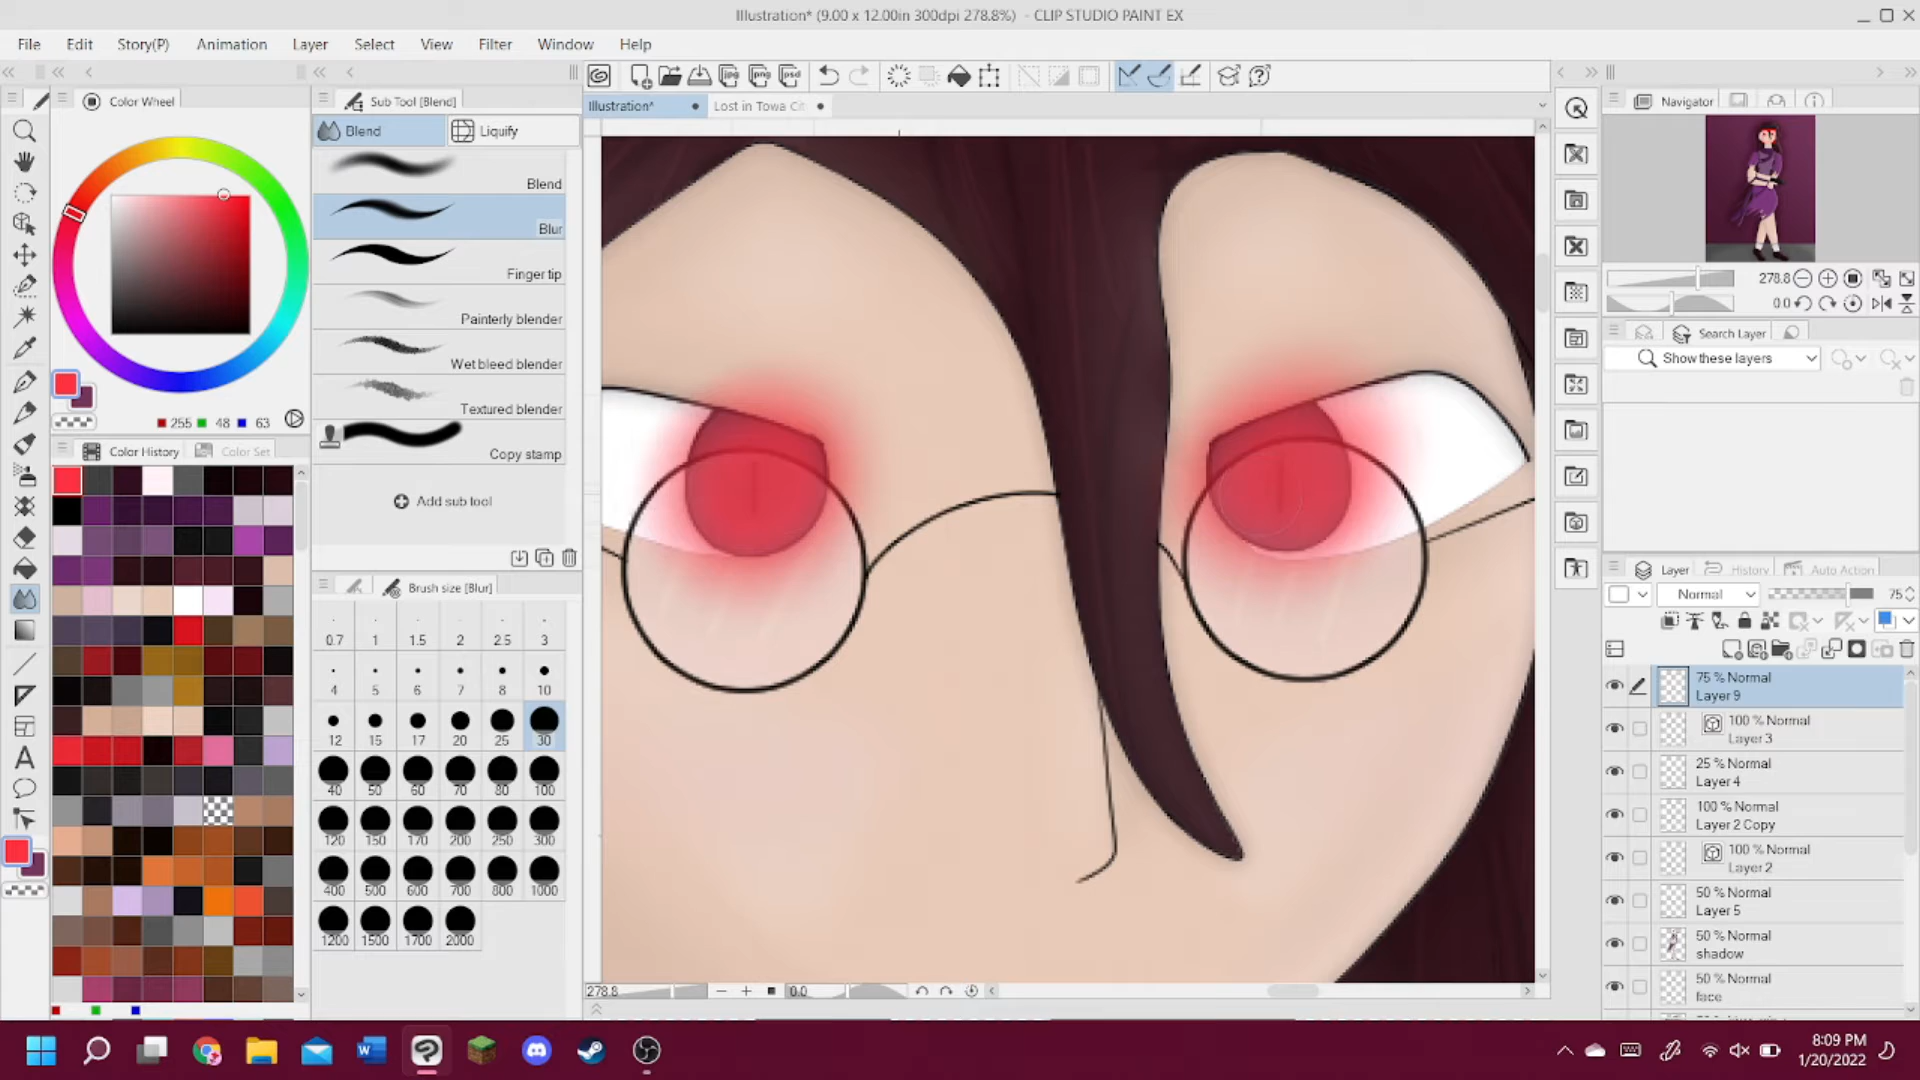 Illustration* (9.00 x 12.00in 300dpi 278.8%) - CLIP STUDIO PAINT EX
File Edit Story(P) Animation Layer Select View Filter Window Help
Color Wheel
Sub Tool [Blend]
Illustration*
Lost in Towa Cit
Navigator
Blend
Liquify
Blend
Blur
Finger tip
Painterly blender
Wet bleed blender
Textured blender
Copy stamp
Add sub tool
255 48 63
Color History
Color Set
Brush size [Blur]
0.7 1 1.5 2 2.5 3
4 5 6 7 8 10
12 15 17 20 25 30
40 50 60 70 80 100
120 150 170 200 250 300
400 500 600 700 800 1000
1200 1500 1700 2000
278.8
0.0
278.8
0.0
Search Layer
Show these layers
Layer
History
Auto Action
Normal
75
75 % Normal
Layer 9
100 % Normal
Layer 3
25 % Normal
Layer 4
100 % Normal
Layer 2 Copy
100 % Normal
Layer 2
50 % Normal
Layer 5
50 % Normal
shadow
50 % Normal
face
8:09 PM
1/20/2022